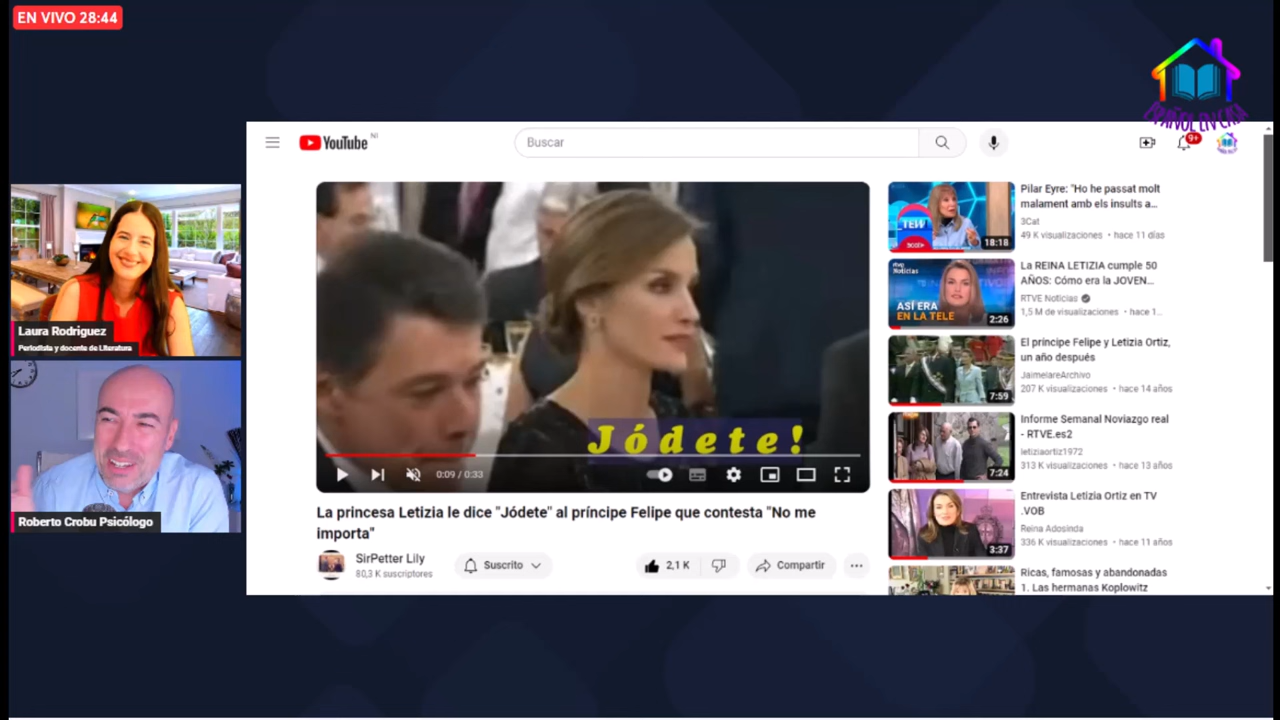 EN VIVO 28:44
ESPAÑOL EN CASA
YouTube NI
Buscar
9+
Laura Rodriguez
Periodista y docente de Literatura
Roberto Crobu Psicólogo
Jódete!
0:09 / 0:33
La princesa Letizia le dice "Jódete" al príncipe Felipe que contesta "No me
importa"
SirPetter Lily
80,3 K suscriptores
Suscrito
2,1 K
Compartir
18:18
Pilar Eyre: "Ho he passat molt
malament amb els insults a...
3Cat
49 K visualizaciones • hace 11 días
rtve
Noticias
ASÍ ERA
EN LA TELE
2:26
La REINA LETIZIA cumple 50
AÑOS: Cómo era la JOVEN...
RTVE Noticias
1,5 M de visualizaciones • hace 1...
7:59
El príncipe Felipe y Letizia Ortiz,
un año después
JaimelareArchivo
207 K visualizaciones • hace 14 años
7:24
Informe Semanal Noviazgo real
- RTVE.es2
letiziaortiz1972
313 K visualizaciones • hace 13 años
3:37
Entrevista Letizia Ortiz en TV
.VOB
Reina Adosinda
336 K visualizaciones • hace 11 años
Ricas, famosas y abandonadas
1. Las hermanas Koplowitz